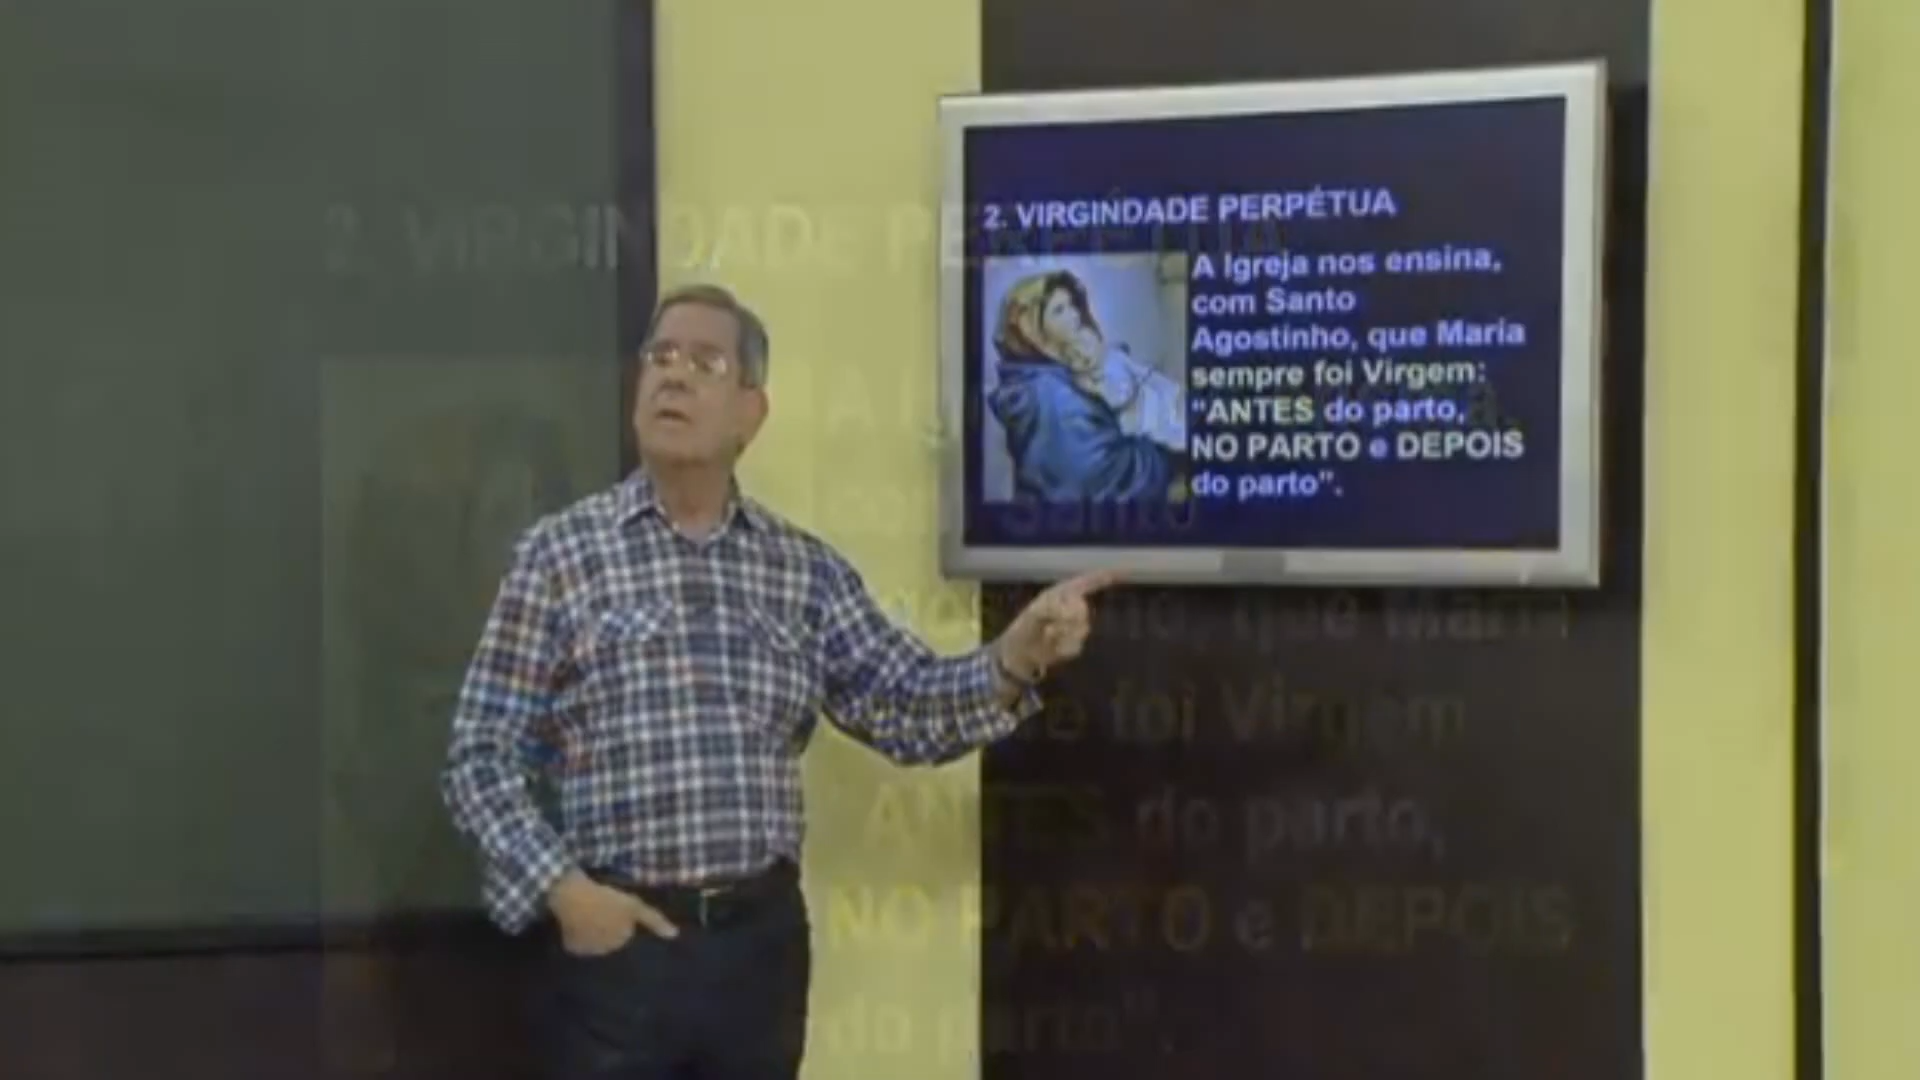 2. VIRGINDADE PERPÉTUA
A Igreja nos ensina,
com Santo
Agostinho, que Maria
sempre foi Virgem:
"ANTES do parto,
NO PARTO e DEPOIS
do parto".